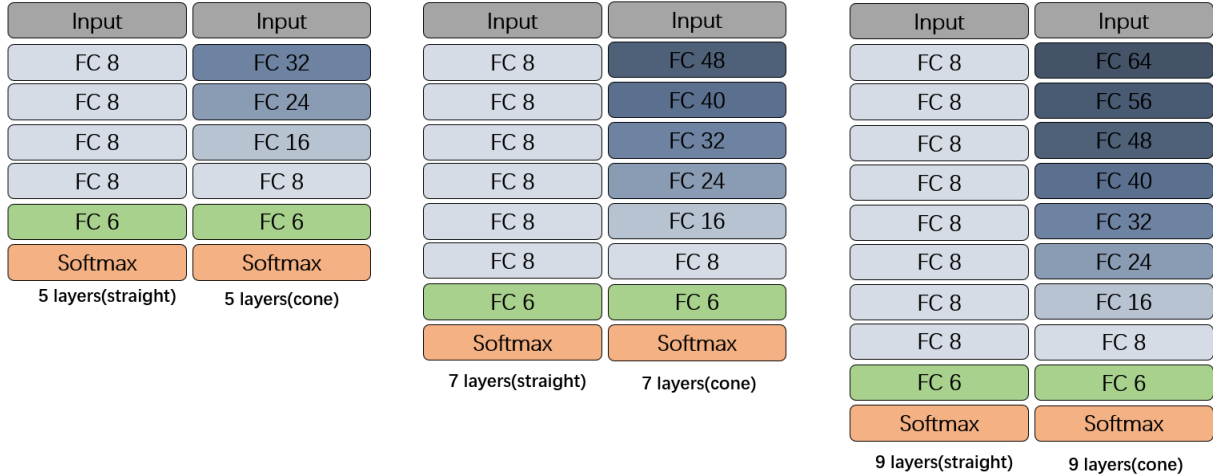 Input
FC 8
FC 8
FC 8
FC 8
FC 6
Softmax
5 layers(straight)
Input
FC 32
FC 24
FC 16
FC 8
FC 6
Softmax
5 layers(cone)
Input
FC 8
FC 8
FC 8
FC 8
FC 8
FC 8
FC 6
Softmax
7 layers(straight)
Input
FC 48
FC 40
FC 32
FC 24
FC 16
FC 8
FC 6
Softmax
7 layers(cone)
Input
FC 8
FC 8
FC 8
FC 8
FC 8
FC 8
FC 8
FC 8
FC 6
Softmax
9 layers(straight)
Input
FC 64
FC 56
FC 48
FC 40
FC 32
FC 24
FC 16
FC 8
FC 6
Softmax
9 layers(cone)